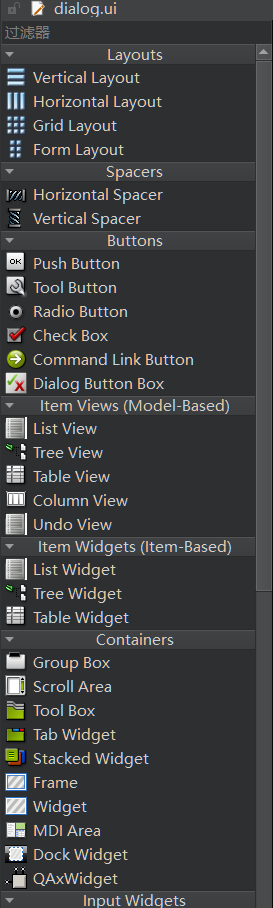 dialog.ui
过滤器
Layouts
Vertical Layout
Horizontal Layout
Grid Layout
Form Layout
Spacers
Horizontal Spacer
Vertical Spacer
Buttons
OK Push Button
Tool Button
Radio Button
Check Box
Command Link Button
Dialog Button Box
Item Views (Model-Based)
List View
Tree View
Table View
Column View
Undo View
Item Widgets (Item-Based)
List Widget
Tree Widget
Table Widget
Containers
Group Box
Scroll Area
Tool Box
Tab Widget
Stacked Widget
Frame
Widget
MDI Area
Dock Widget
QAxWidget
Input Widgets